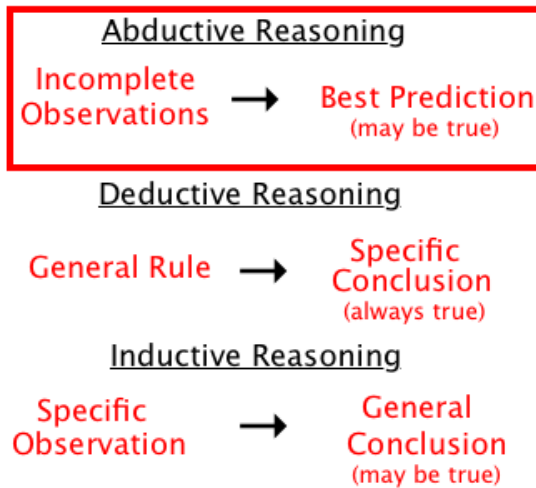 Abductive Reasoning
Incomplete
Observations
Best Prediction
(may be true)
Deductive Reasoning
General Rule
Specific
Conclusion
(always true)
Inductive Reasoning
Specific
Observation
General
Conclusion
(may be true)